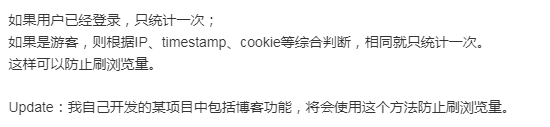 如果用户已经登录，只统计一次；
如果是游客，则根据IP、timestamp、cookie等综合判断，相同就只统计一次。
这样可以防止刷浏览量。
Update：我自己开发的某项目中包括博客功能，将会使用这个方法防止刷浏览量。